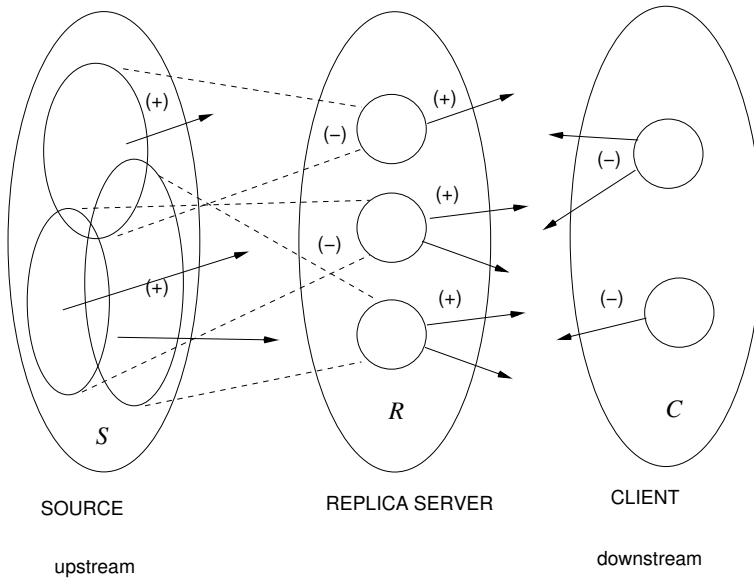 (+)
(+)
(−)
(−)
(+)
(+)
(−)
(+)
(+)
(−)
S
R
C
SOURCE
REPLICA SERVER
CLIENT
upstream
downstream